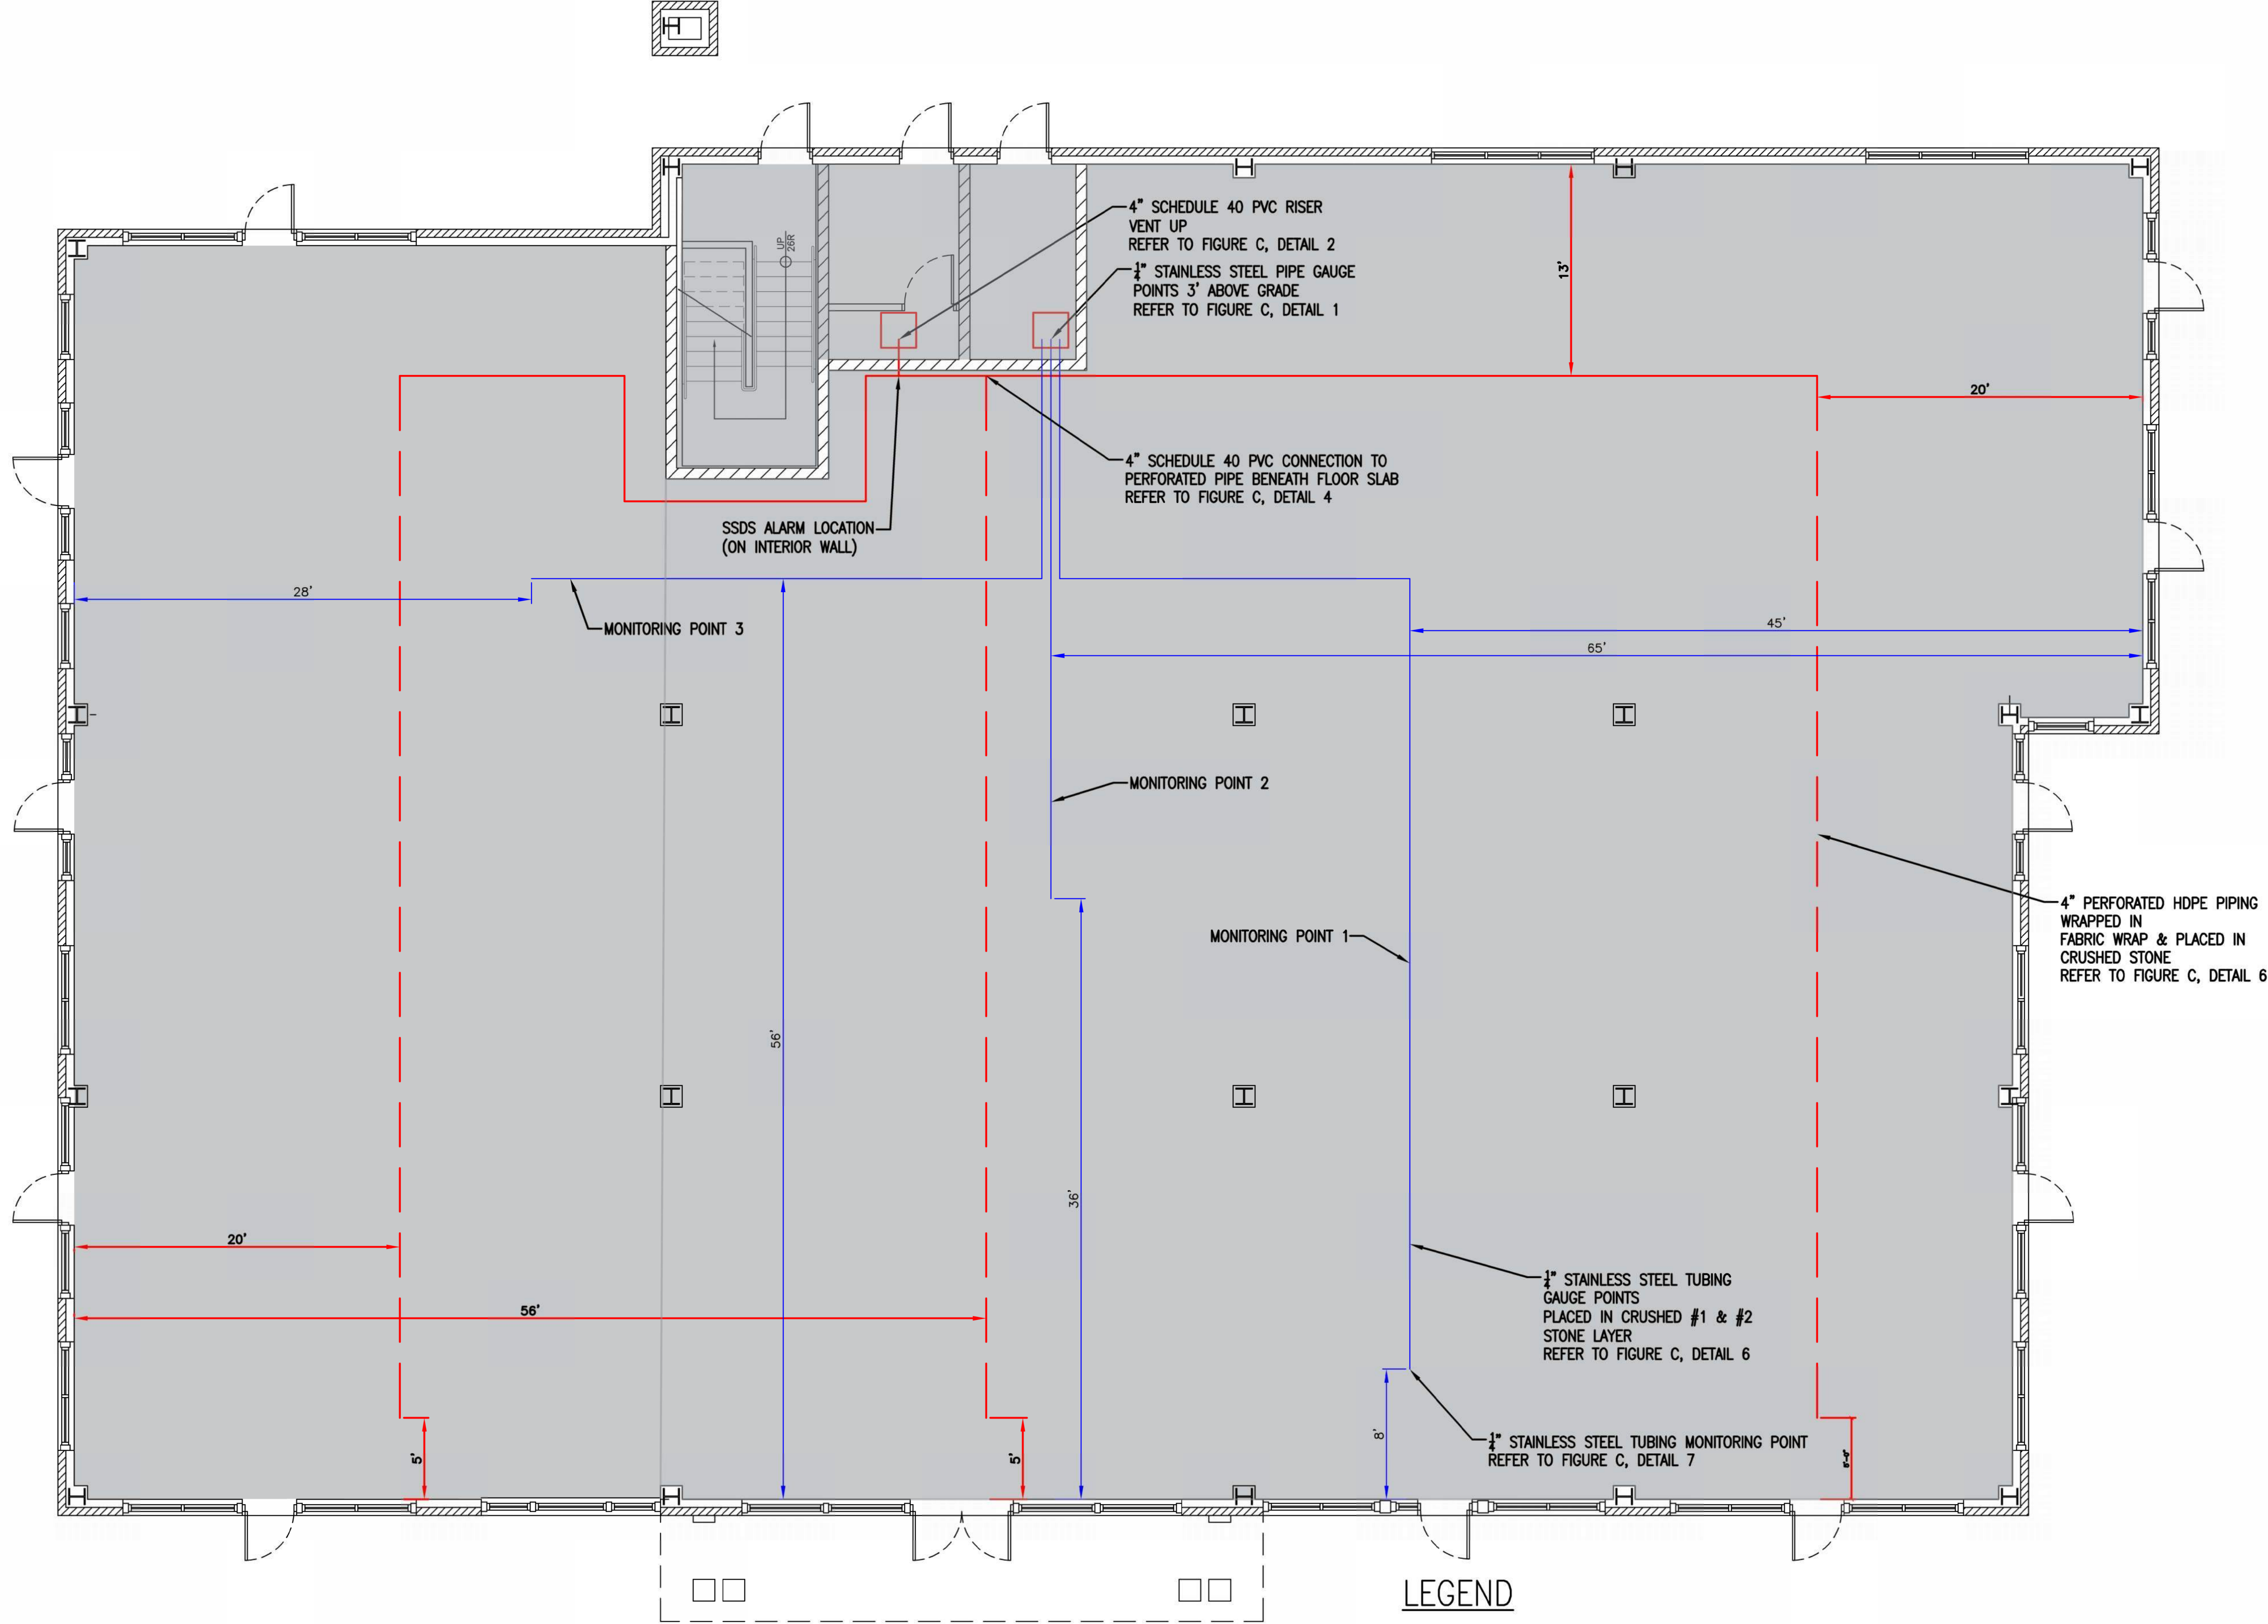 UP
26R
4" SCHEDULE 40 PVC RISER
VENT UP
REFER TO FIGURE C, DETAIL 2
1/4" STAINLESS STEEL PIPE GAUGE
POINTS 3' ABOVE GRADE
REFER TO FIGURE C, DETAIL 1
13'
20'
4" SCHEDULE 40 PVC CONNECTION TO
PERFORATED PIPE BENEATH FLOOR SLAB
REFER TO FIGURE C, DETAIL 4
SSDS ALARM LOCATION
(ON INTERIOR WALL)
28'
MONITORING POINT 3
45'
65'
MONITORING POINT 2
4" PERFORATED HDPE PIPING
WRAPPED IN
FABRIC WRAP & PLACED IN
CRUSHED STONE
REFER TO FIGURE C, DETAIL 6
MONITORING POINT 1
56'
36'
20'
56'
1/4" STAINLESS STEEL TUBING
GAUGE POINTS
PLACED IN CRUSHED #1 & #2
STONE LAYER
REFER TO FIGURE C, DETAIL 6
5'
5'
8'
1/4" STAINLESS STEEL TUBING MONITORING POINT
REFER TO FIGURE C, DETAIL 7
LEGEND